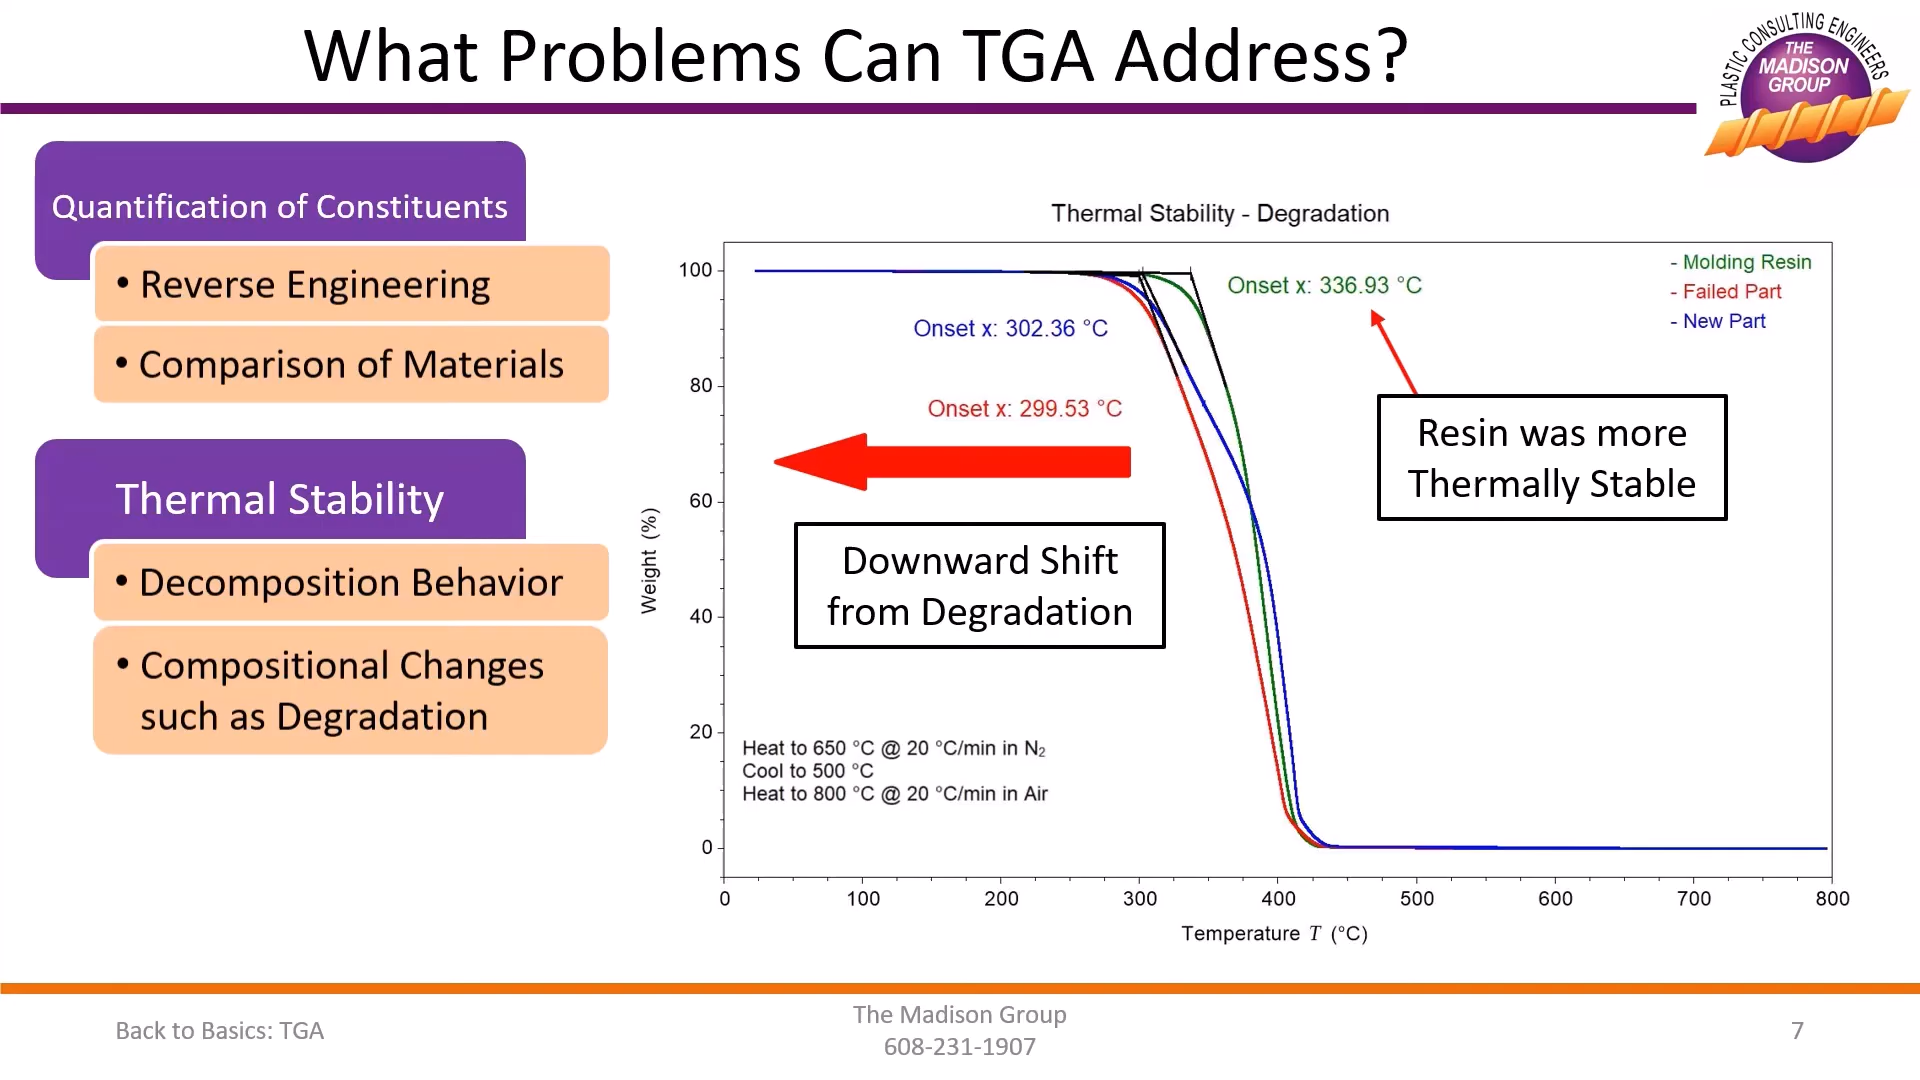 What Problems Can TGA Address?
PLASTIC CONSULTING ENGINEERS
THE
MADISON
GROUP
Quantification of Constituents
• Reverse Engineering
• Comparison of Materials
Thermal Stability
• Decomposition Behavior
• Compositional Changes
such as Degradation
Thermal Stability - Degradation
- Molding Resin
- Failed Part
- New Part
Onset x: 336.93 °C
Onset x: 302.36 °C
Onset x: 299.53 °C
Resin was more
Thermally Stable
Downward Shift
from Degradation
Heat to 650 °C @ 20 °C/min in N₂
Cool to 500 °C
Heat to 800 °C @ 20 °C/min in Air
Weight (%)
100
80
60
40
20
0
0 100 200 300 400 500 600 700 800
Temperature T (°C)
Back to Basics: TGA
The Madison Group
608-231-1907
7